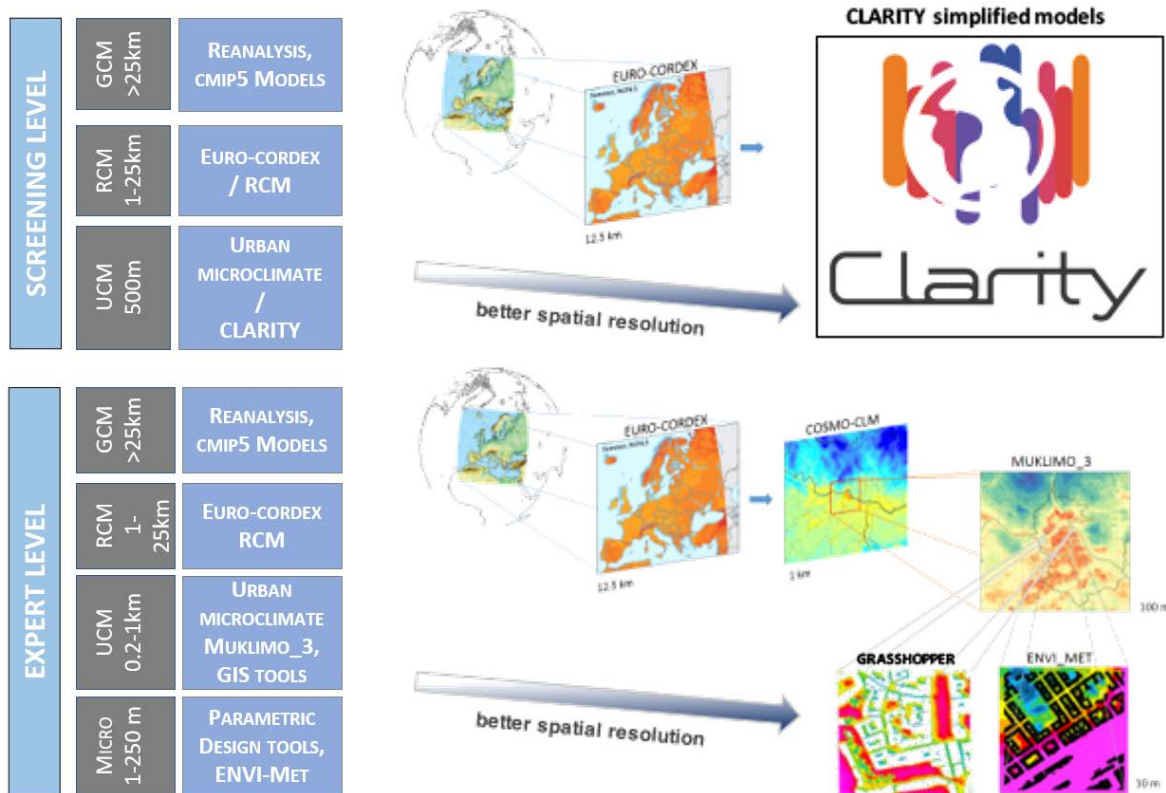 SCREENING LEVEL
GCM
>25km
REANALYSIS,
CMIP5 MODELS
RCM
1-25km
EURO-CORDEX
/ RCM
UCM
500m
URBAN
MICROCLIMATE
/
CLARITY
EURO-CORDEX
12.5 km
better spatial resolution
CLARITY simplified models
Clarity
EXPERT LEVEL
GCM
>25km
REANALYSIS,
CMIP5 MODELS
RCM
1-
25km
EURO-CORDEX
RCM
UCM
0.2-1km
URBAN
MICROCLIMATE
MUKLIMO_3,
GIS TOOLS
MICRO
1-250 m
PARAMETRIC
DESIGN TOOLS,
ENVI-MET
EURO-CORDEX
12.5 km
COSMO-CLM
1 km
MUKLIMO_3
100 m
better spatial resolution
GRASSHOPPER
ENVI_MET
10 m